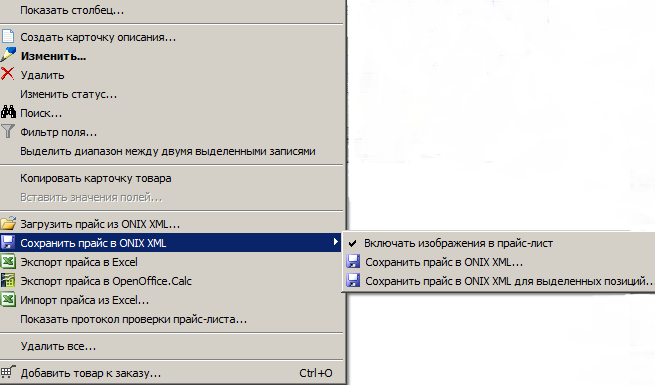 Показать столбец...
Создать карточку описания...
Изменить...
Удалить
Изменить статус...
Поиск...
Фильтр поля...
Выделить диапазон между двумя выделенными записями
Копировать карточку товара
Вставить значения полей...
Загрузить прайс из ONIX XML...
Сохранить прайс в ONIX XML
Включать изображения в прайс-лист
Сохранить прайс в ONIX XML...
Сохранить прайс в ONIX XML для выделенных позиций...
Экспорт прайса в Excel
Экспорт прайса в OpenOffice.Calc
Импорт прайса из Excel...
Показать протокол проверки прайс-листа...
Удалить все...
Добавить товар к заказу... Ctrl+O